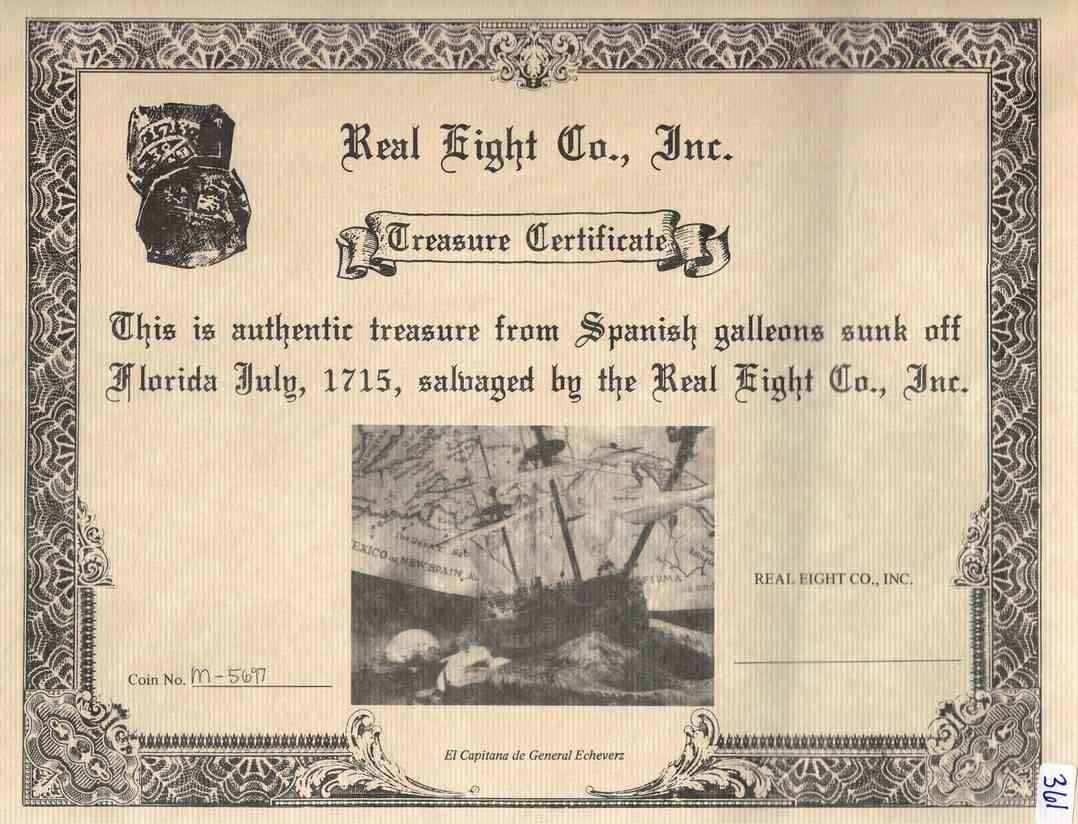 Real Eight Co., Inc.
Treasure Certificate
This is authentic treasure from Spanish galleons sunk off
Florida July, 1715, salvaged by the Real Eight Co., Inc.
EXICO or NEW SPAIN,
REAL EIGHT CO., INC.
Coin No. M-5697
El Capitana de General Echeverz
361